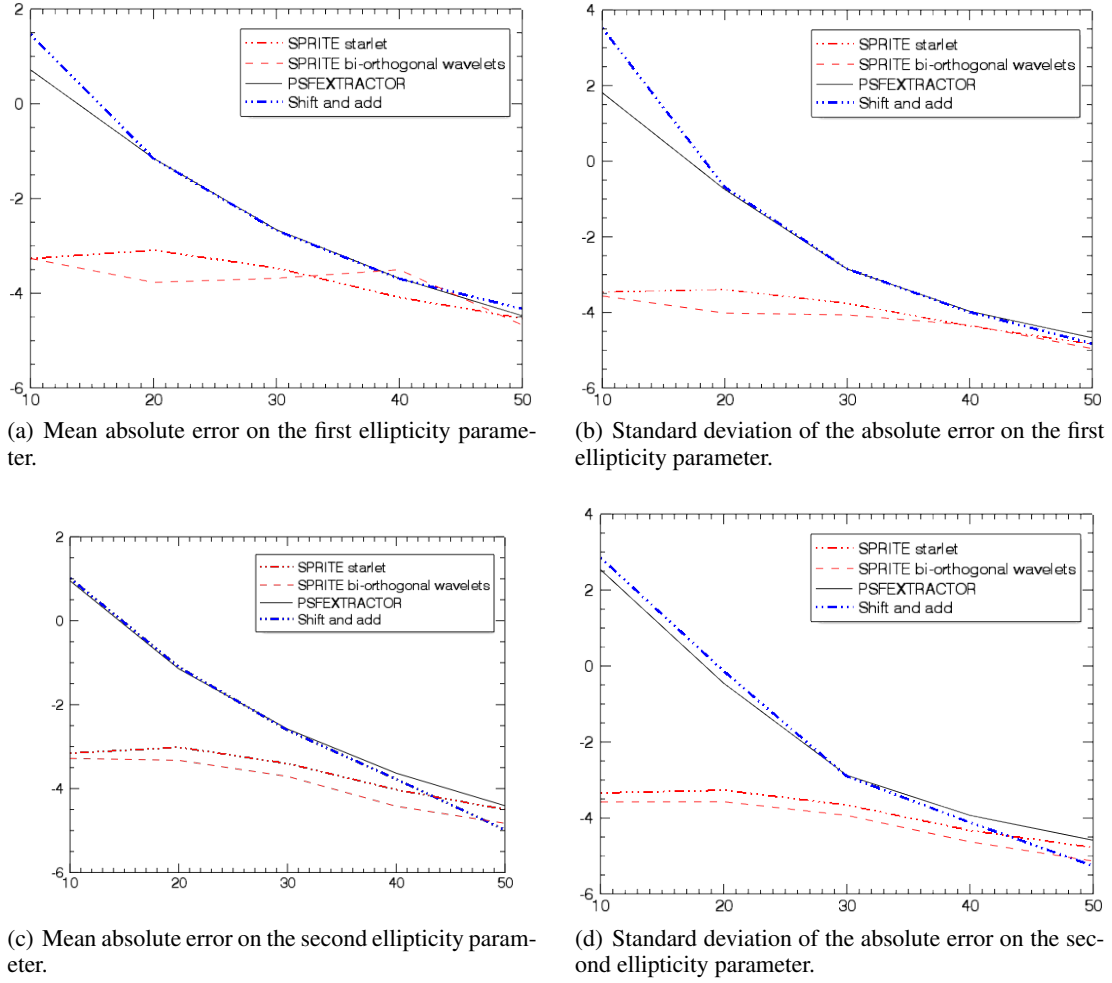 2
0
-2
-4
-6
10 20 30 40 50
SPRITE starlet
SPRITE bi-orthogonal wavelets
PSFEXTRACTOR
Shift and add
(a) Mean absolute error on the first ellipticity parame-
ter.
4
2
0
-2
-4
-6
10 20 30 40 50
SPRITE starlet
SPRITE bi-orthogonal wavelets
PSFEXTRACTOR
Shift and add
(b) Standard deviation of the absolute error on the first
ellipticity parameter.
2
0
-2
-4
-6
10 20 30 40 50
SPRITE starlet
SPRITE bi-orthogonal wavelets
PSFEXTRACTOR
Shift and add
(c) Mean absolute error on the second ellipticity param-
eter.
4
2
0
-2
-4
-6
10 20 30 40 50
SPRITE starlet
SPRITE bi-orthogonal wavelets
PSFEXTRACTOR
Shift and add
(d) Standard deviation of the absolute error on the sec-
ond ellipticity parameter.